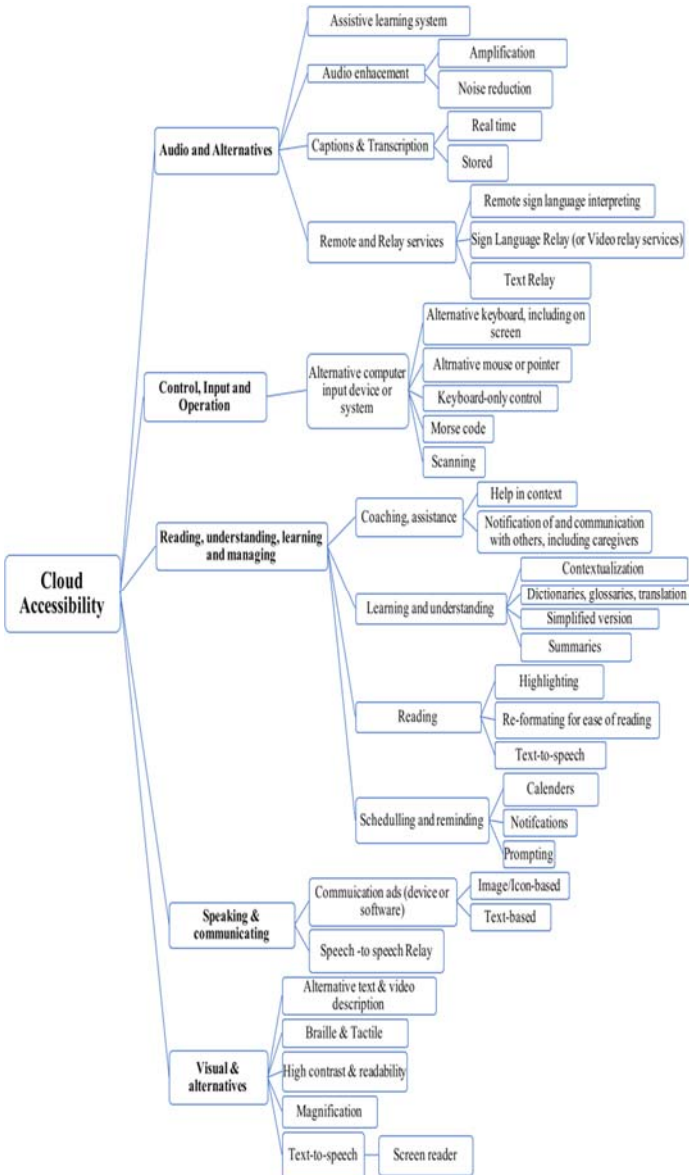 Cloud
Accessibility
Audio and Alternatives
Assistive learning system
Audio enhacement
Amplification
Noise reduction
Captions & Transcription
Real time
Stored
Remote and Relay services
Remote sign language interpreting
Sign Language Relay (or Video relay services)
Text Relay
Control, Input and
Operation
Alternative computer
input device or
system
Alternative keyboard, including on
screen
Altrnative mouse or pointer
Keyboard-only control
Morse code
Scanning
Reading, understanding, learning
and managing
Coaching, assistance
Help in context
Notification of and communication
with others, including caregivers
Learning and understanding
Contextualization
Dictionaries, glossaries, translation
Simplified version
Summaries
Reading
Highlighting
Re-formating for ease of reading
Text-to-speech
Schedulling and reminding
Calenders
Notifcations
Prompting
Speaking &
communicating
Commuication ads (device or
software)
Image/Icon-based
Text-based
Speech -to speech Relay
Visual &
alternatives
Alternative text & video
description
Braille & Tactile
High contrast & readability
Magnification
Text-to-speech
Screen reader